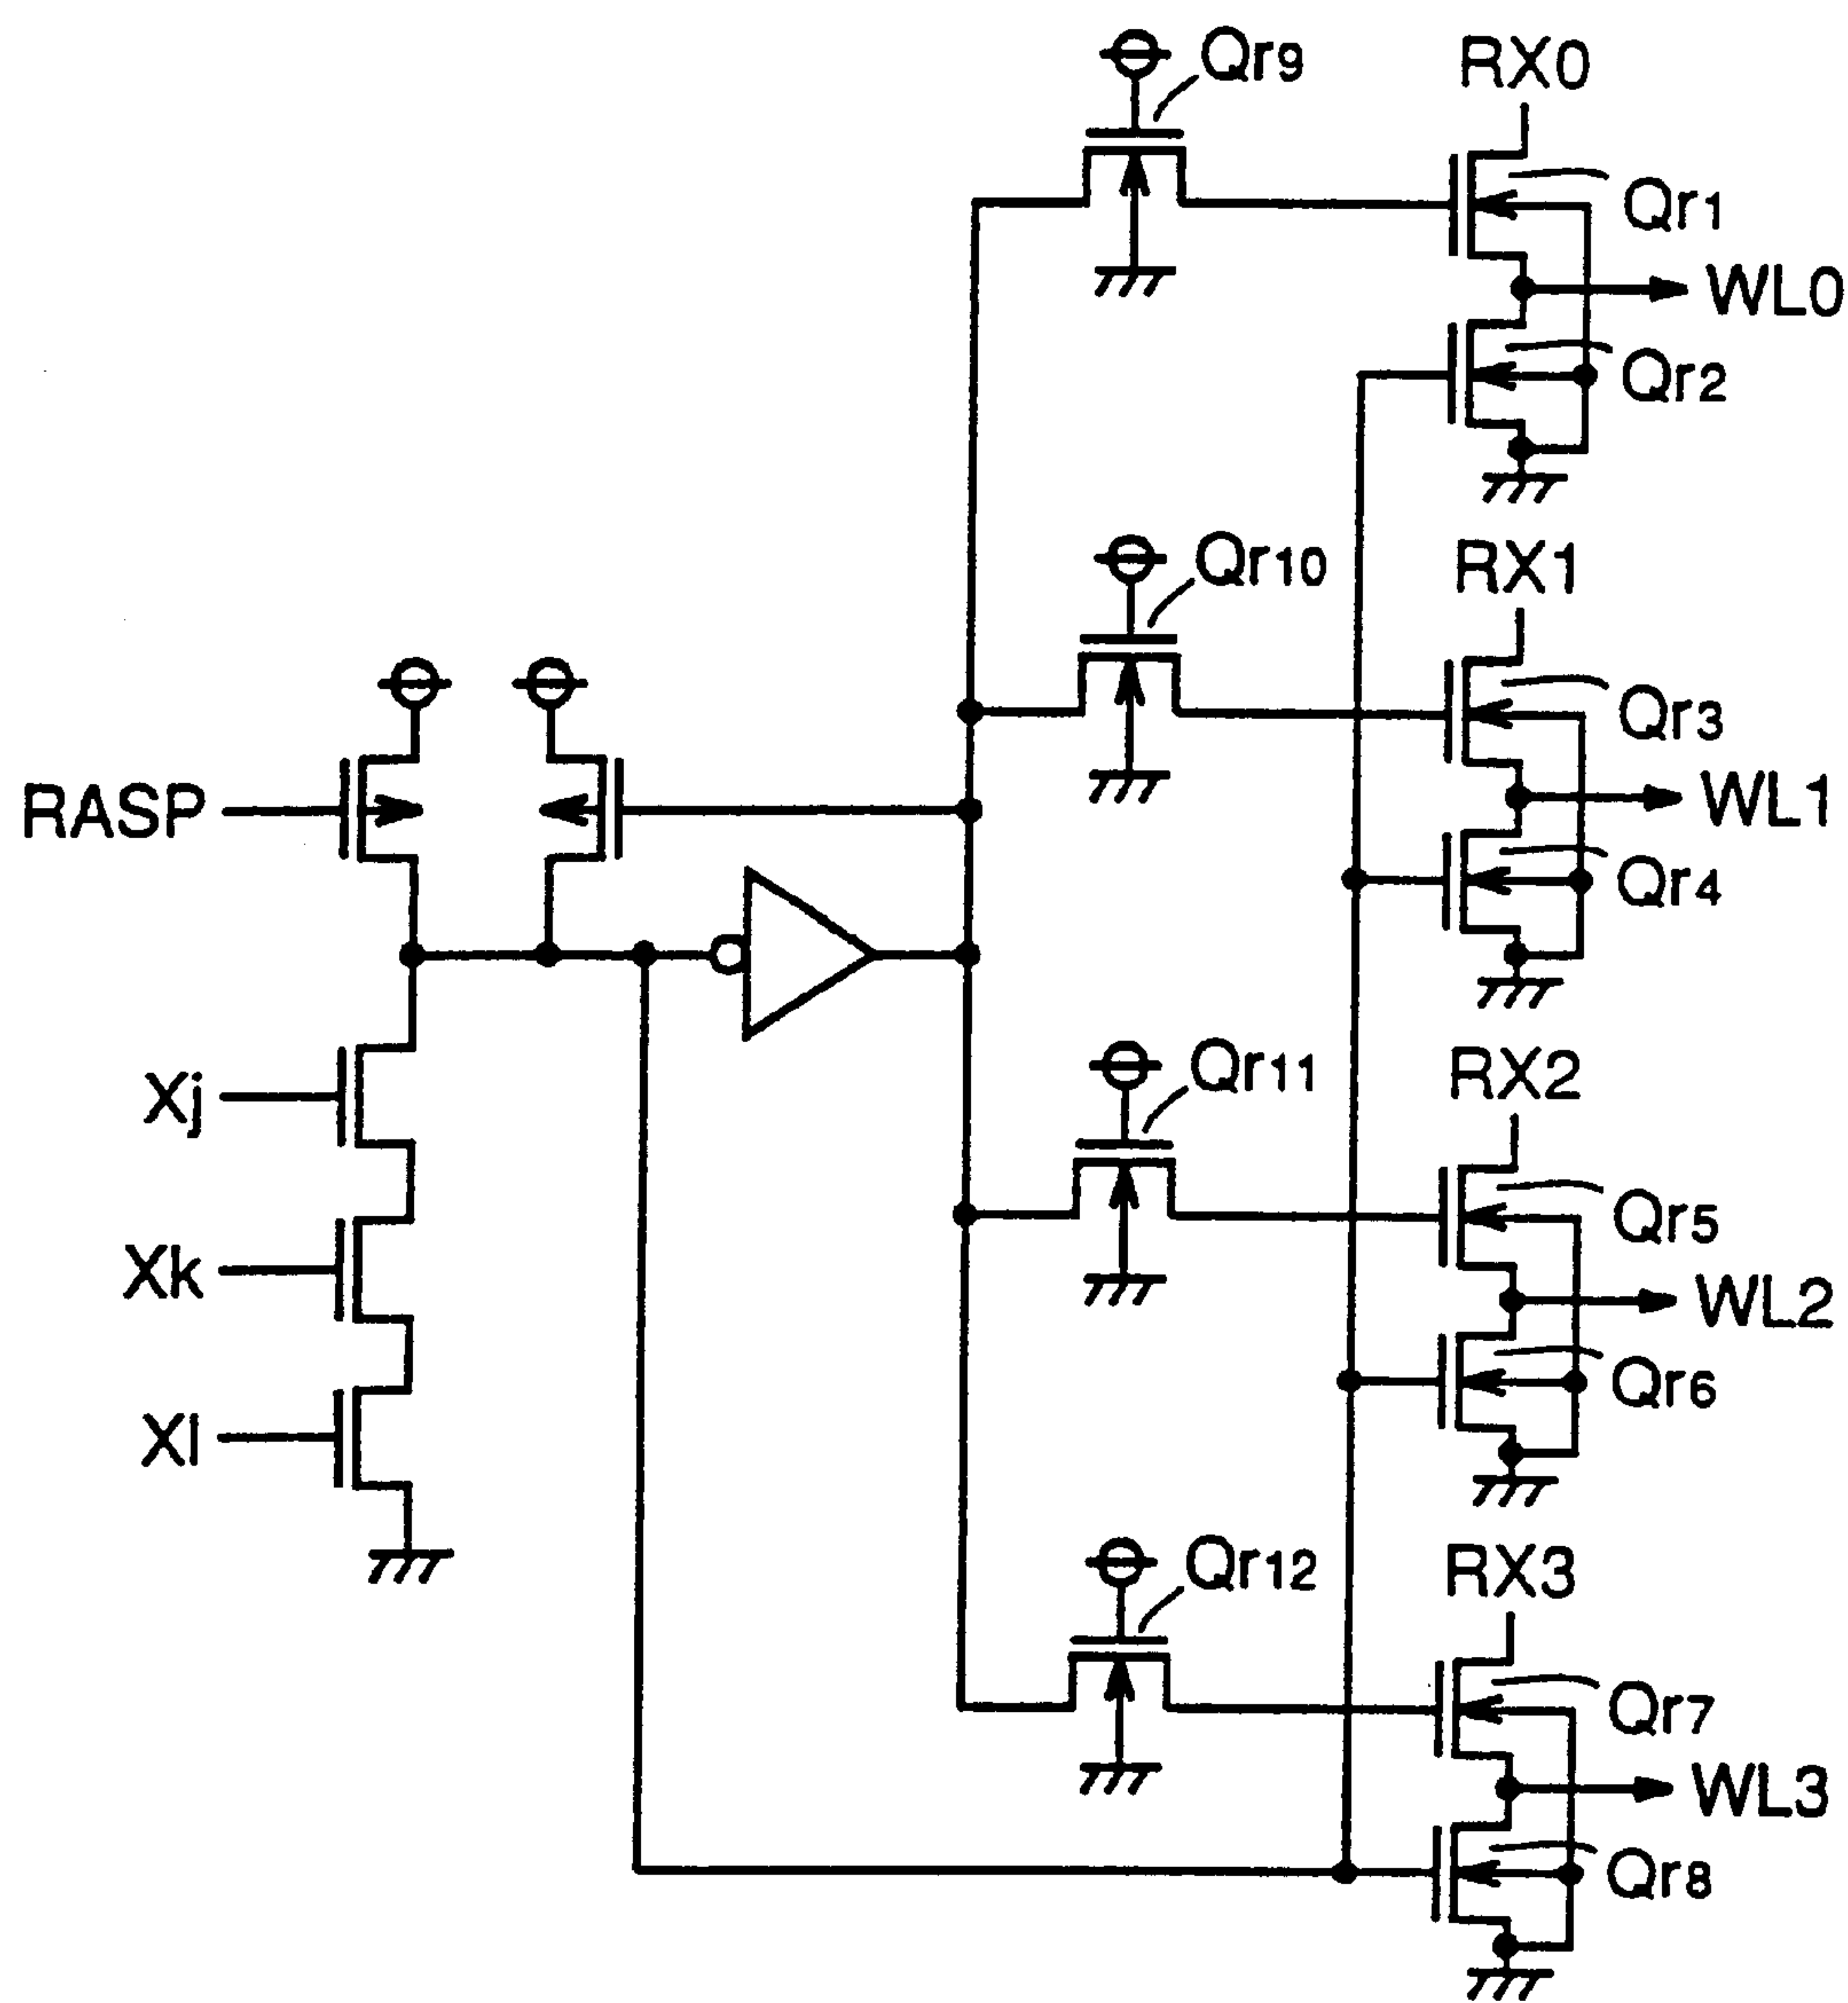 Qr9
RX0
Qr1
WL0
Qr2
Qr10
RX1
Qr3
RASP
WL1
Qr4
Qr11
RX2
Xj
Qr5
Xk
WL2
Qr6
Xl
Qr12
RX3
Qr7
WL3
Qr8